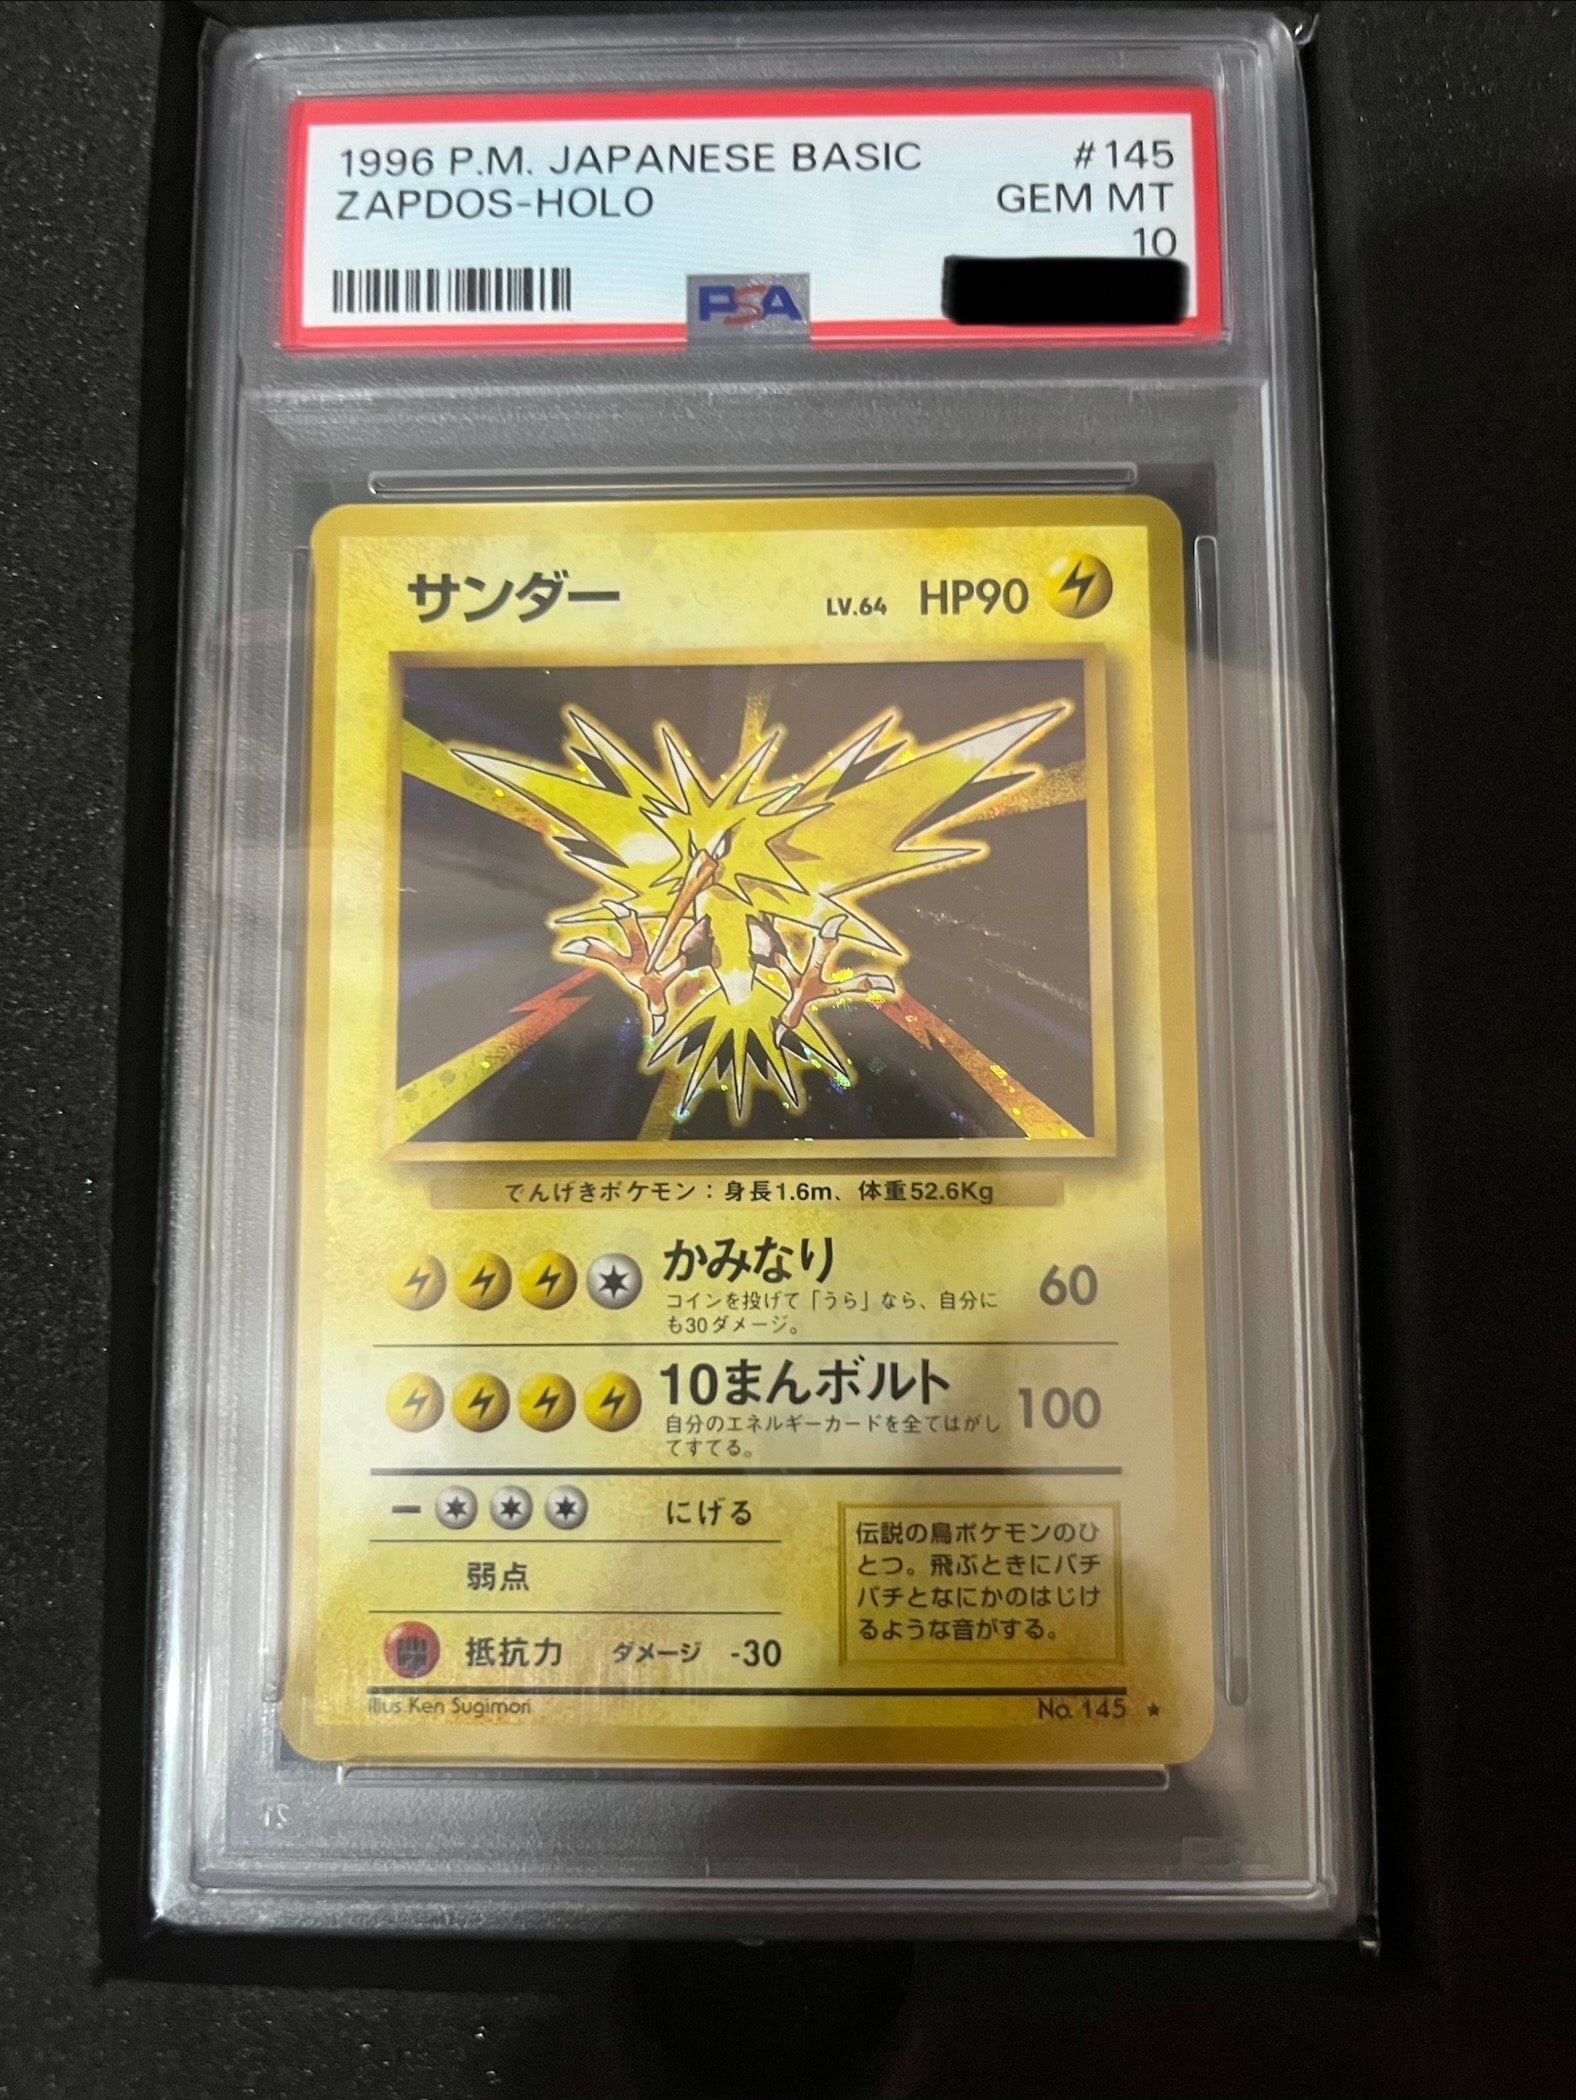 1996 P.M. JAPANESE BASIC #145
ZAPDOS-HOLO GEM MT
10
PSA
サンダー LV.64 HP90
でんげきポケモン：身長1.6m、体重52.6Kg
かみなり 60
コインを投げて「うら」なら、自分に
も30ダメージ。
10まんボルト 100
自分のエネルギーカードを全てはがし
てすてる。
にげる
弱点
抵抗力 ダメージ -30
伝説の鳥ポケモンのひ
とつ。飛ぶときにバチ
バチとなにかのはじけ
るような音がする。
Illus Ken Sugimori No. 145 ★